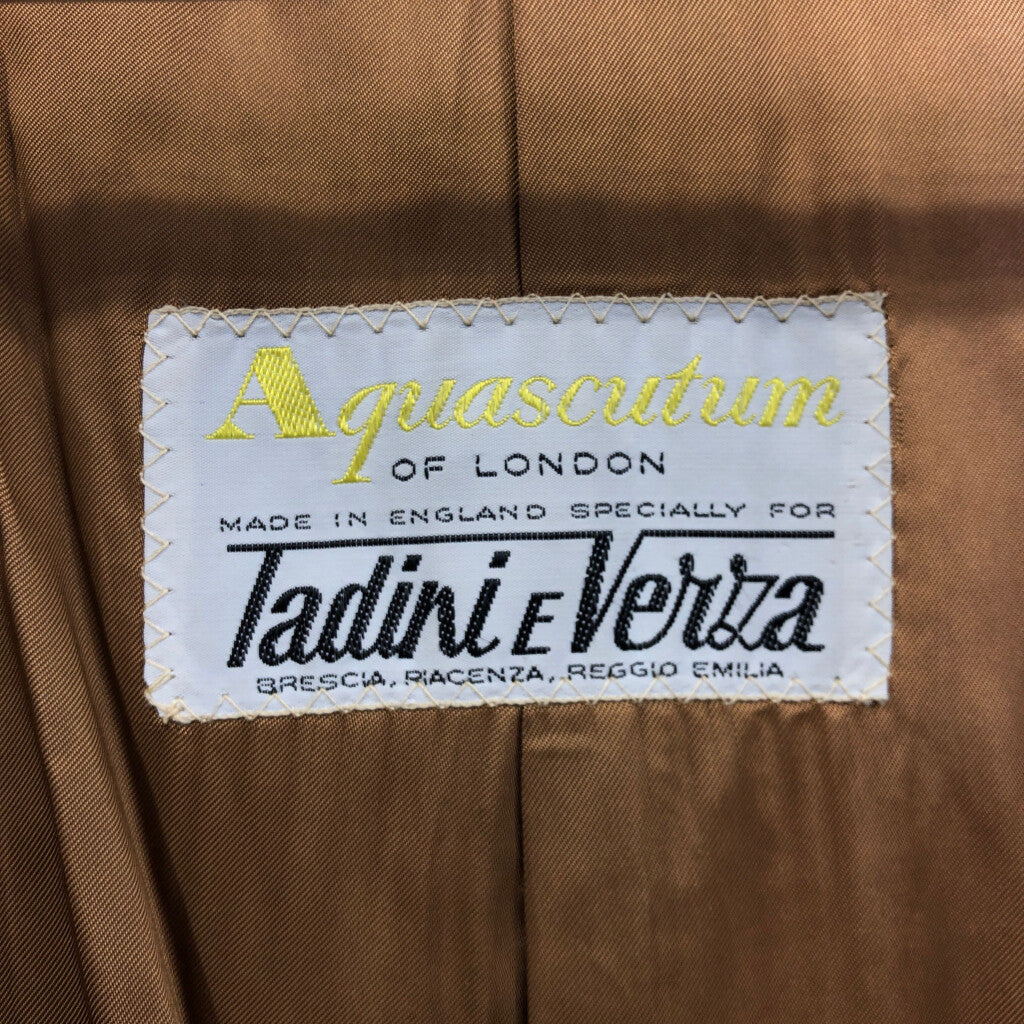 Aquascutum
OF LONDON
MADE IN ENGLAND SPECIALLY FOR
Tadini E Verza
BRESCIA, PIACENZA, REGGIO EMILIA